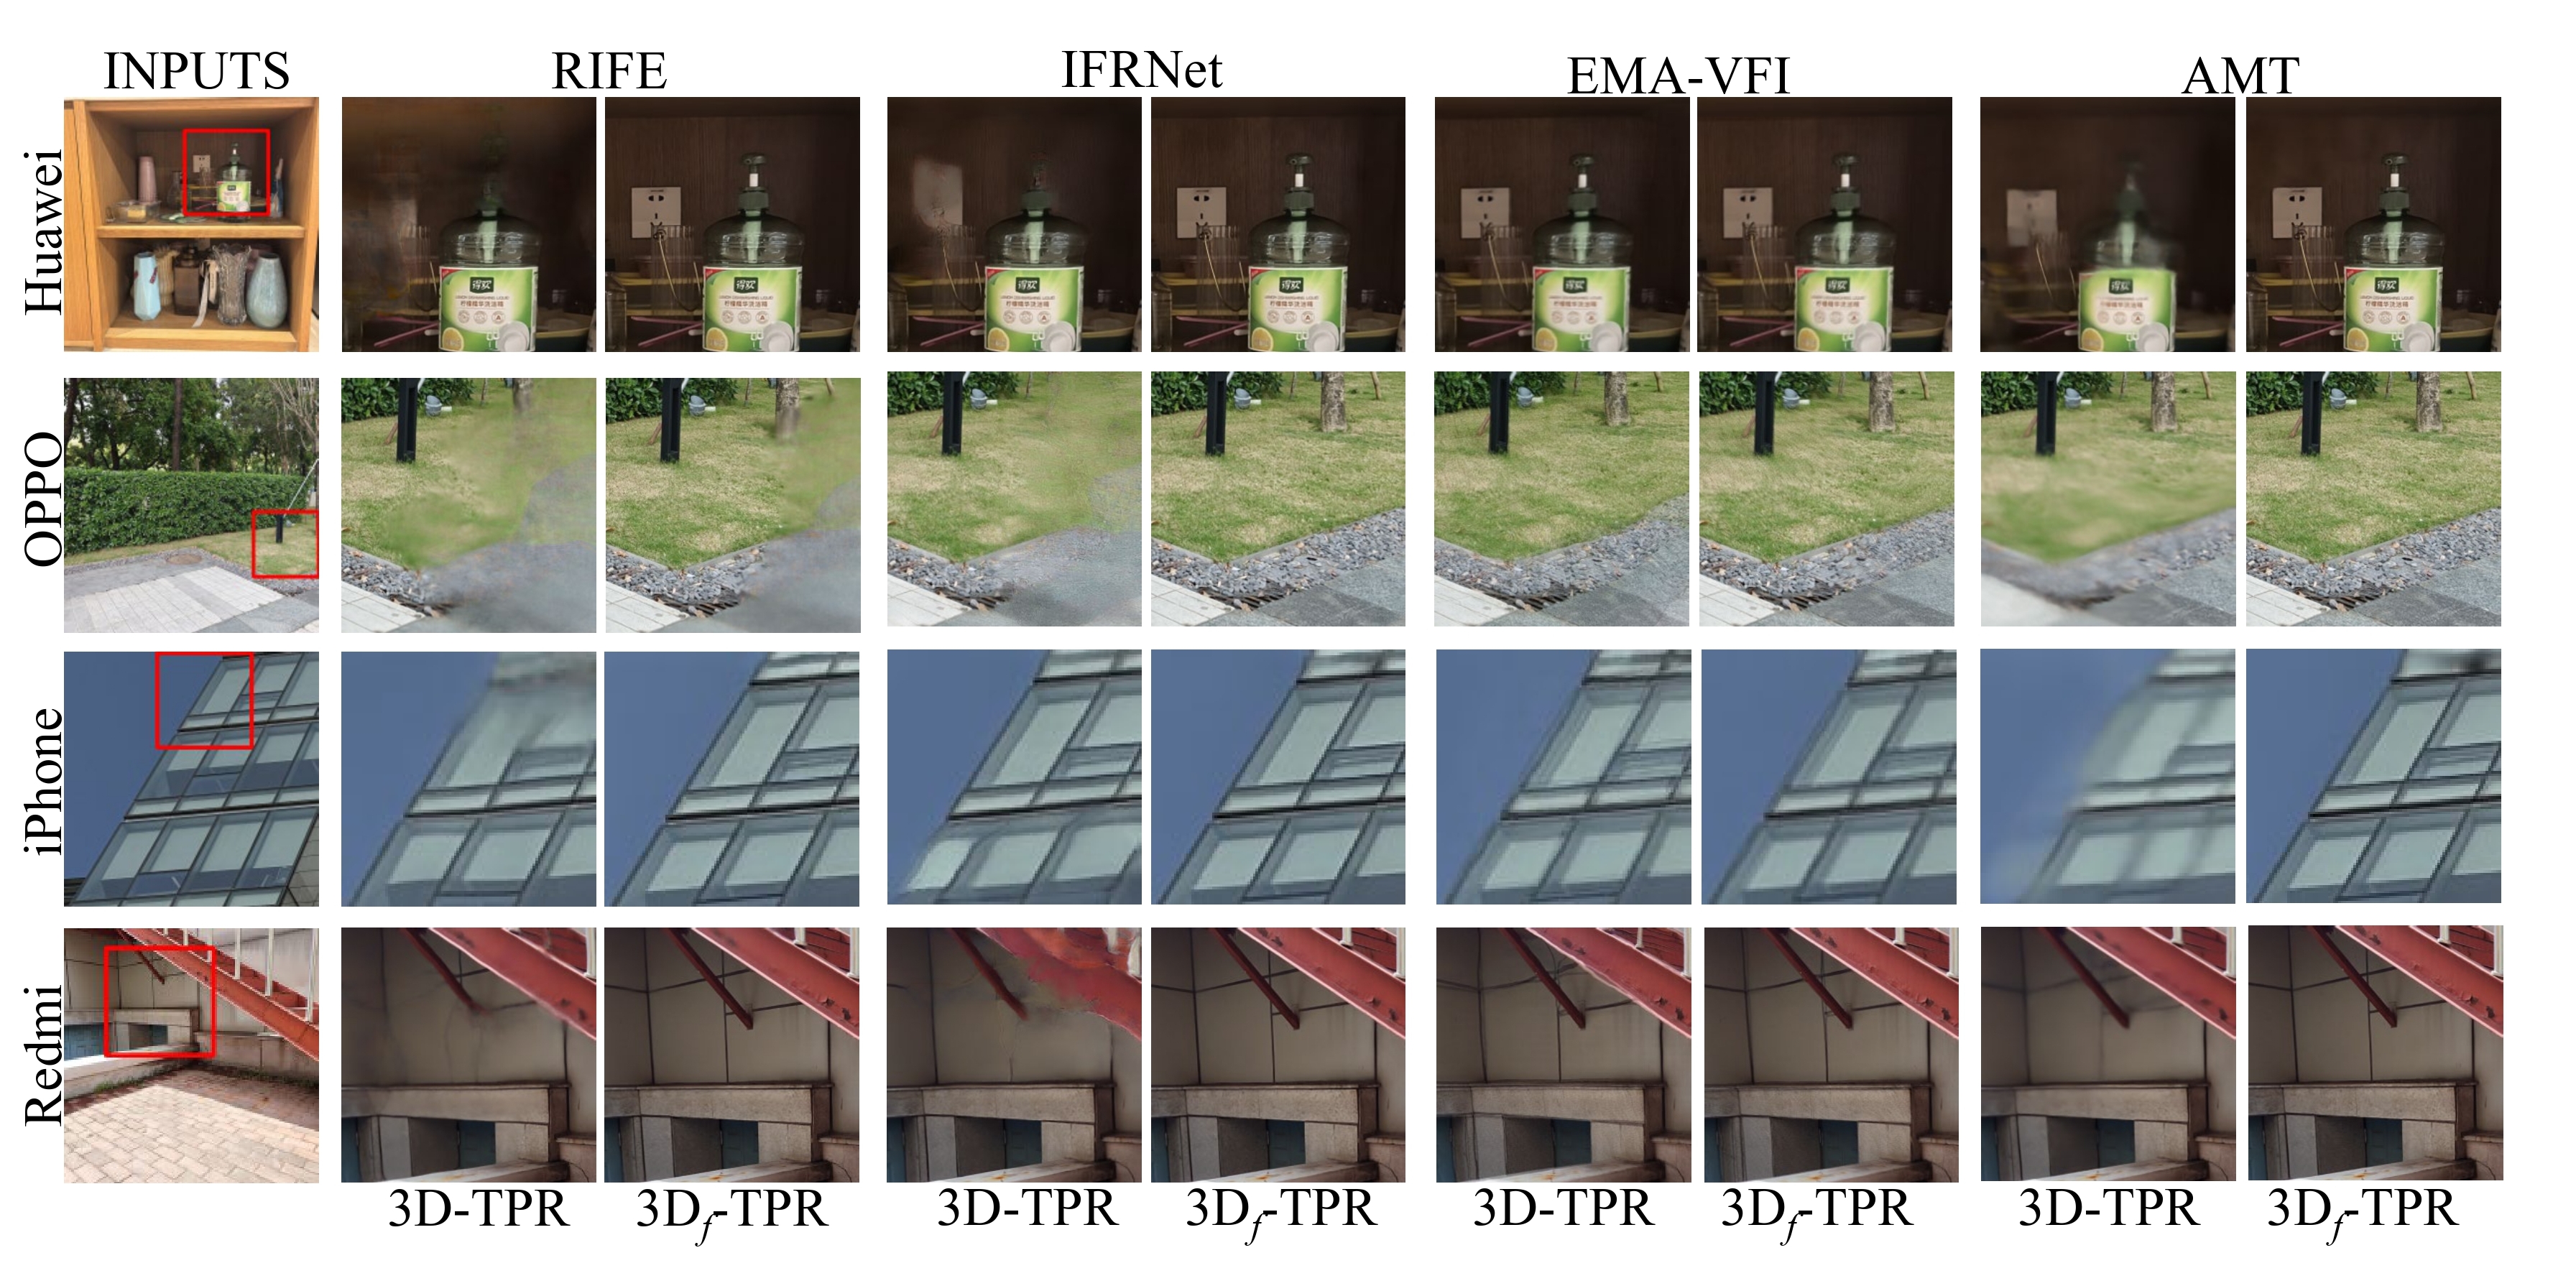 INPUTS RIFE IFRNet EMA-VFI AMT
Huawei
OPPO
iPhone
Redmi
3D-TPR 3D_f-TPR 3D-TPR 3D_f-TPR 3D-TPR 3D_f-TPR 3D-TPR 3D_f-TPR